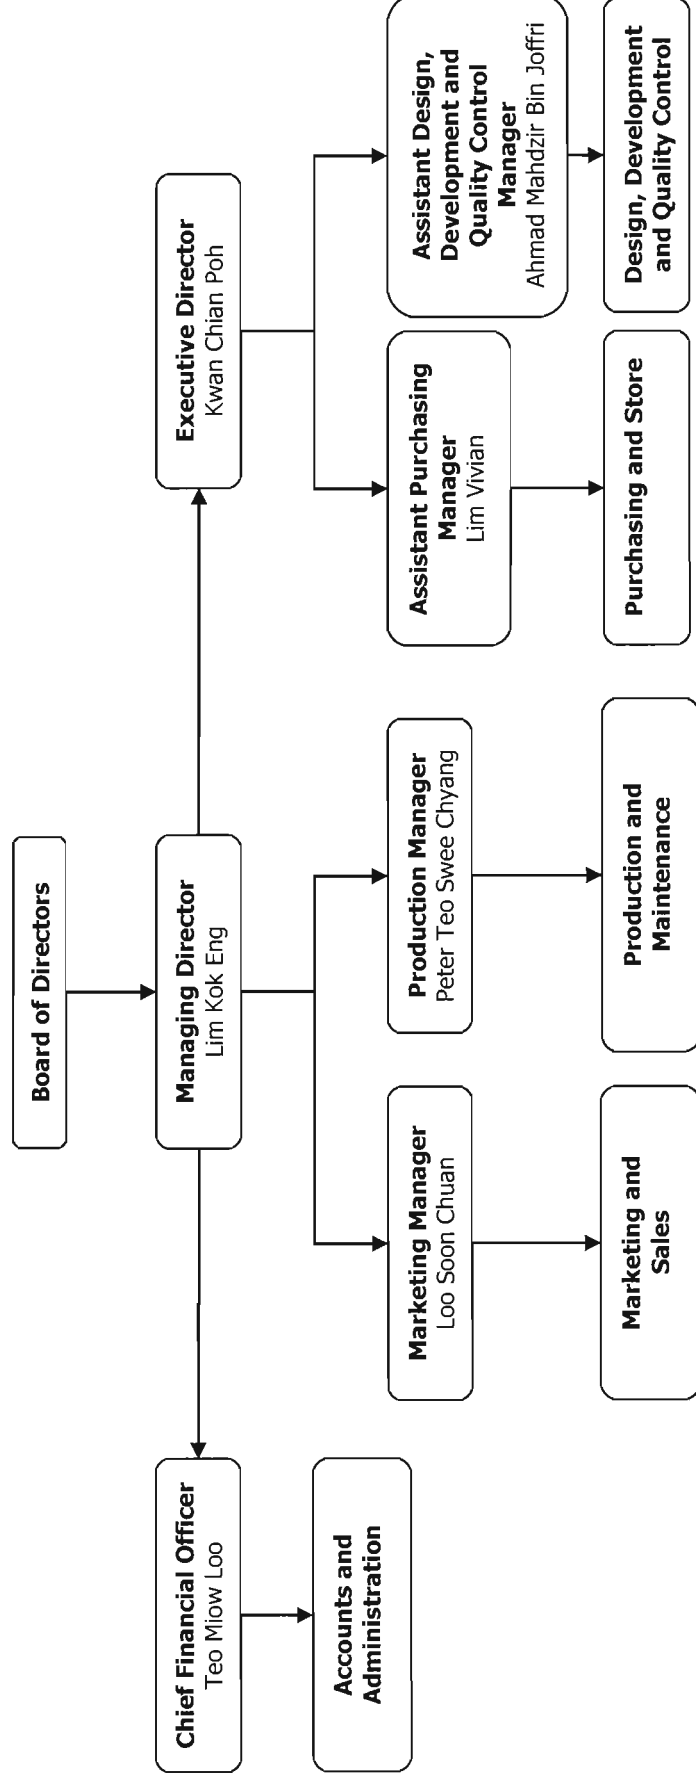 Board of Directors
Chief Financial Officer
Teo Miow Loo
Managing Director
Lim Kok Eng
Executive Director
Kwan Chian Poh
Accounts and
Administration
Marketing Manager
Loo Soon Chuan
Production Manager
Peter Teo Swee Chyang
Assistant Purchasing
Manager
Lim Vivian
Assistant Design,
Development and
Quality Control
Manager
Ahmad Mahdzir Bin Joffri
Marketing and
Sales
Production and
Maintenance
Purchasing and Store
Design, Development
and Quality Control